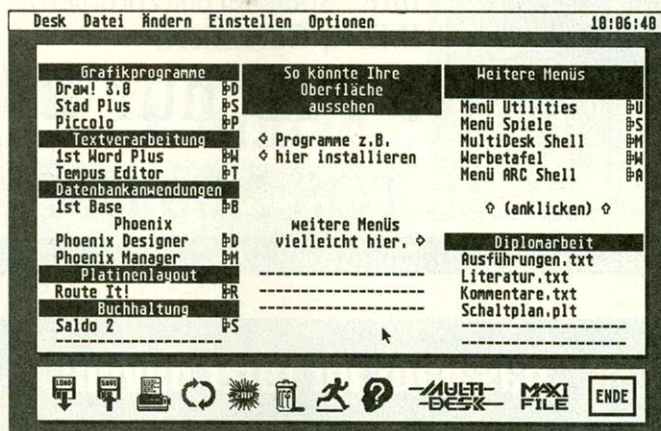 Desk Datei Ändern Einstellen Optionen 10:06:40
Grafikprogramme
Draw! 3.0 D
Stad Plus S
Piccolo P
Textverarbeitung
1st Word Plus W
Tempus Editor T
Datenbankanwendungen
1st Base B
Phoenix
Phoenix Designer D
Phoenix Manager M
Platinenlayout
Route It! R
Buchhaltung
Saldo 2 S
So könnte Ihre
Oberfläche
aussehen
Programme z.B.
hier installieren
weitere Menüs
vielleicht hier.
Weitere Menüs
Menü Utilities U
Menü Spiele S
MultiDesk Shell M
Werbetafel W
Menü ARC Shell A
(anklicken)
Diplomarbeit
Ausführungen.txt
Literatur.txt
Kommentare.txt
Schaltplan.plt
LOAD
SAVE
ZIP
MULTI-
DESK
MAXI
FILE
ENDE